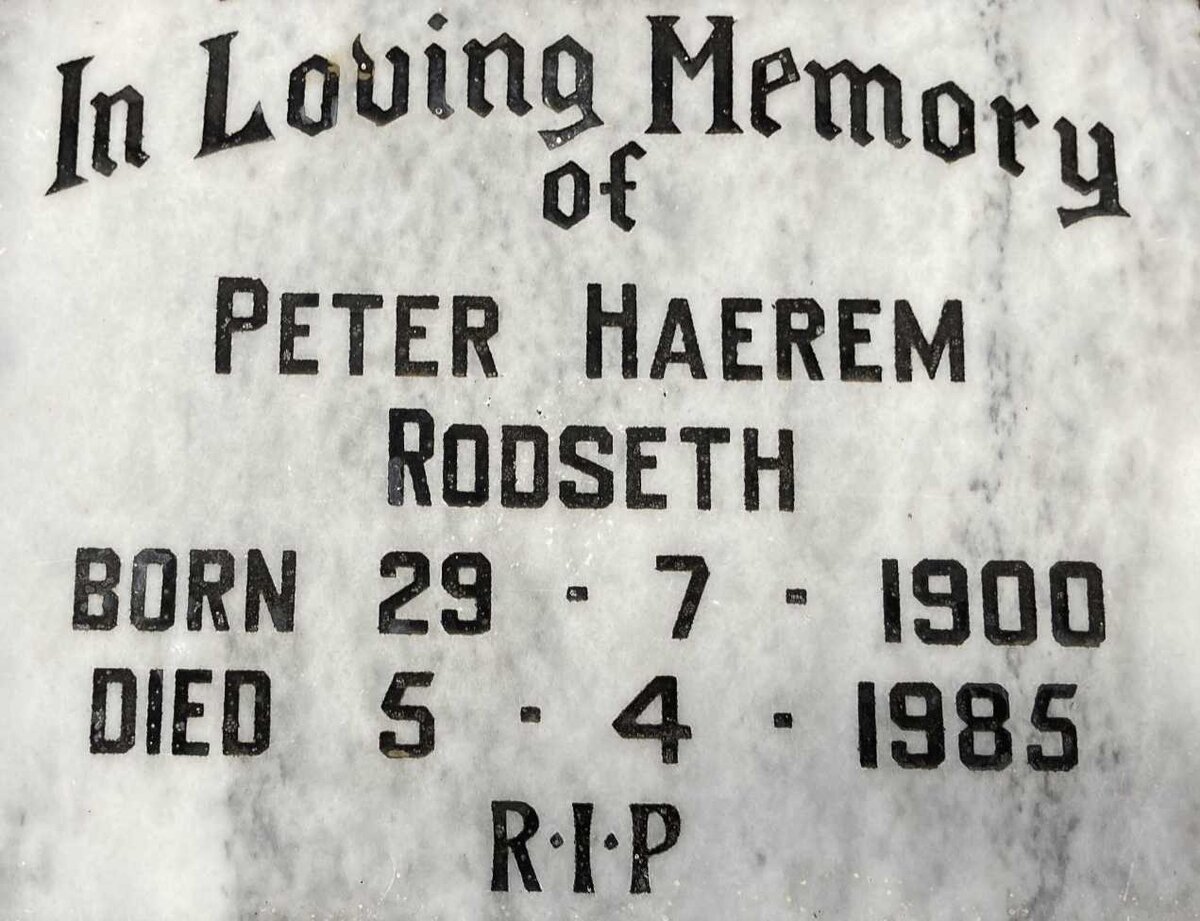 In Loving Memory
of
PETER HAEREM
RODSETH
BORN 29 - 7 - 1900
DIED 5 - 4 - 1985
R·I·P